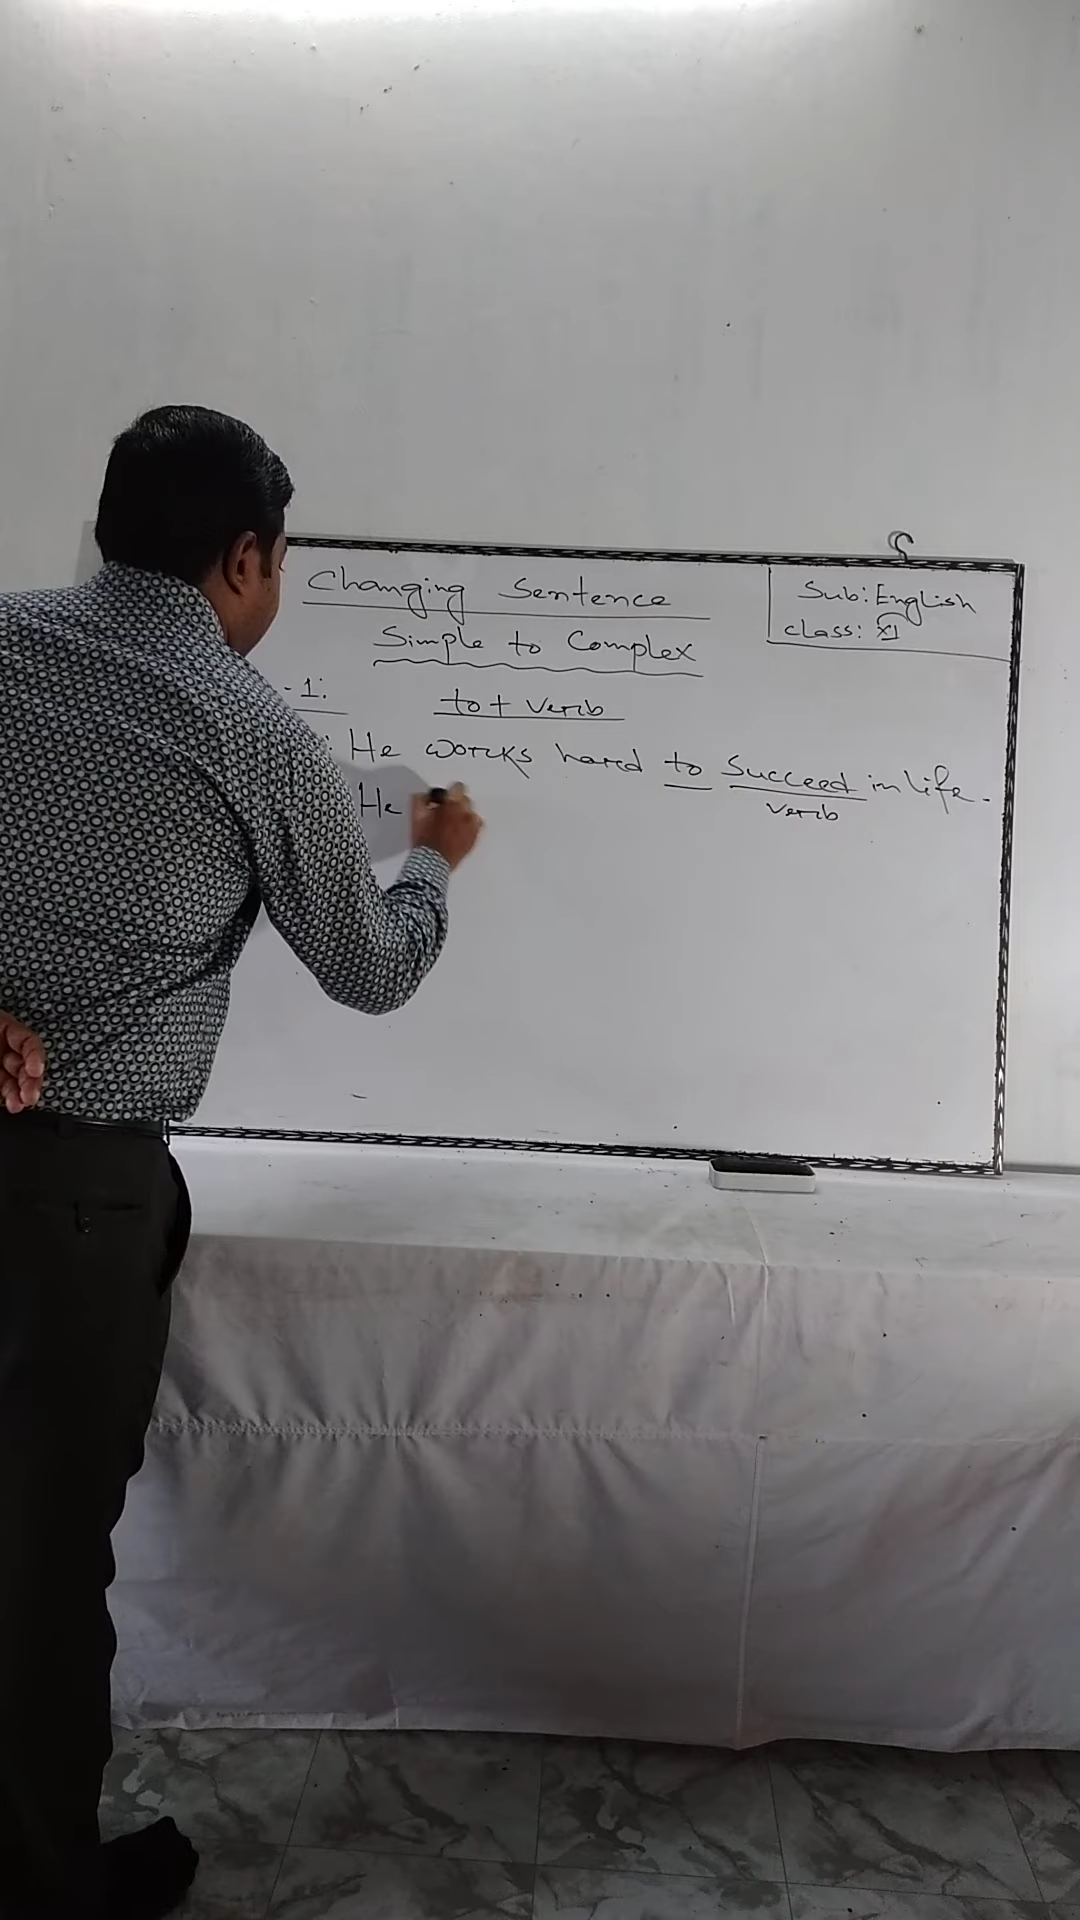 Changing Sentence
Simple to Complex
Sub: English
class: XI
- 1:
to + verb
: He works hard to succeed in life.
verb
: He